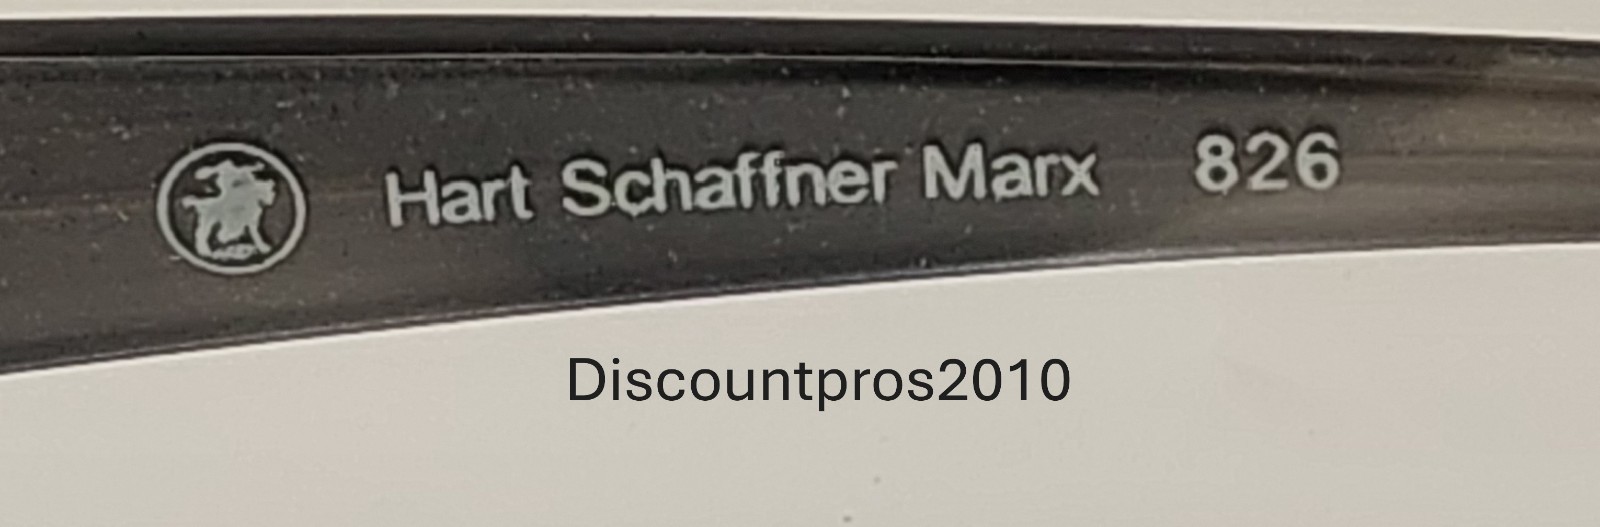 Hart Schaffner Marx 826
Discountpros2010